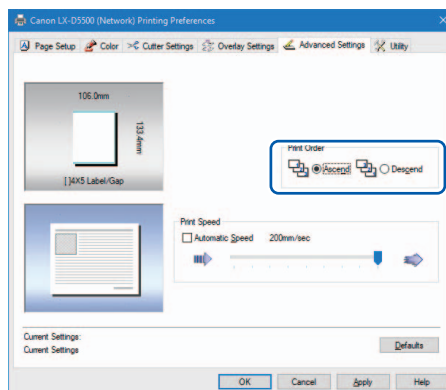 Canon LX-D5500 (Network) Printing Preferences
Page Setup Color Cutter Settings Overlay Settings Advanced Settings Utility
106.0mm
133.4mm
[ ]4X5 Label/Gap
Print Order
Ascend Descend
Print Speed
Automatic Speed 200mm/sec
Current Settings:
Current Settings
Defaults
OK Cancel Apply Help